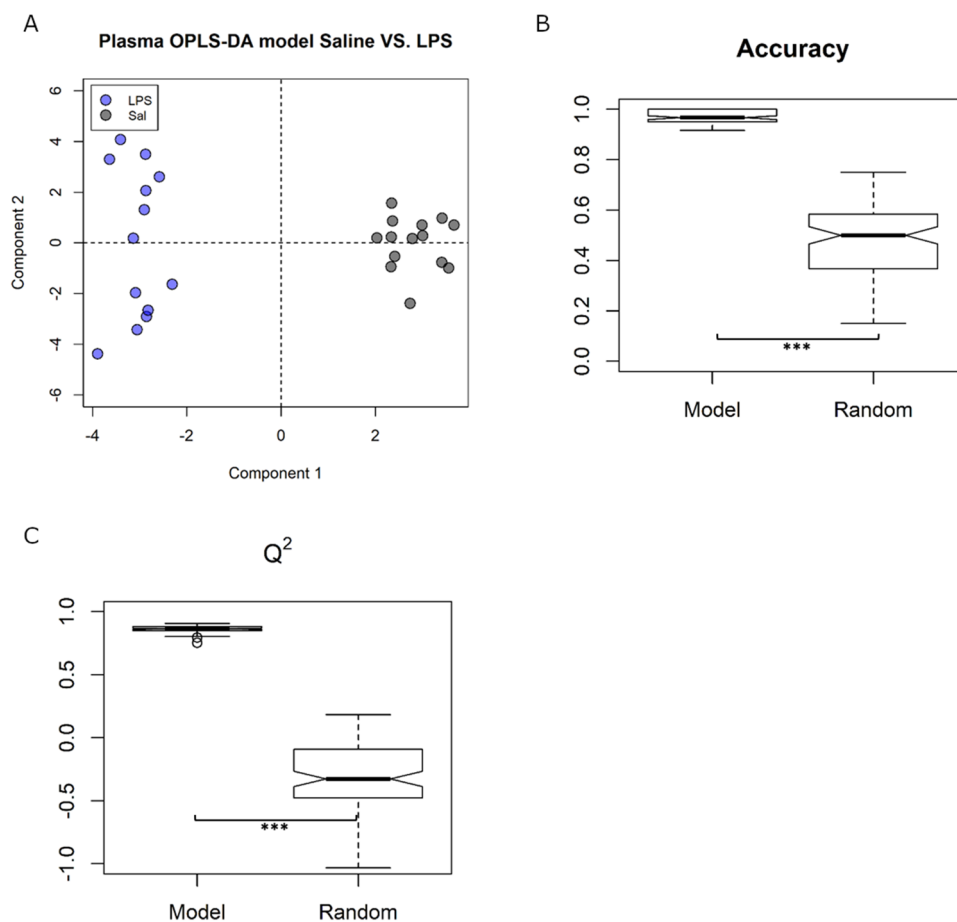 A
Plasma OPLS-DA model Saline VS. LPS
LPS
Sal
6
4
2
0
-2
-4
-6
-4
-2
0
2
Component 2
Component 1
B
Accuracy
1.0
0.8
0.6
0.4
0.2
0.0
***
Model
Random
C
Q²
1.0
0.5
0.0
-0.5
-1.0
***
Model
Random